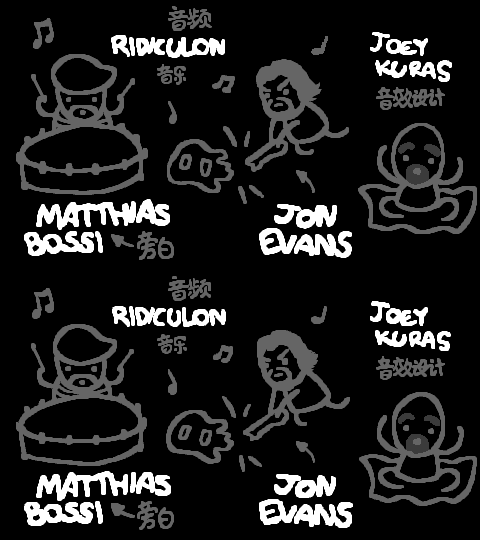 音频
RIDICULON
音乐
JOEY
KURAS
音效设计
MATTHIAS
BOSSI
旁白
JON
EVANS
音频
RIDICULON
音乐
JOEY
KURAS
音效设计
MATTHIAS
BOSSI
旁白
JON
EVANS